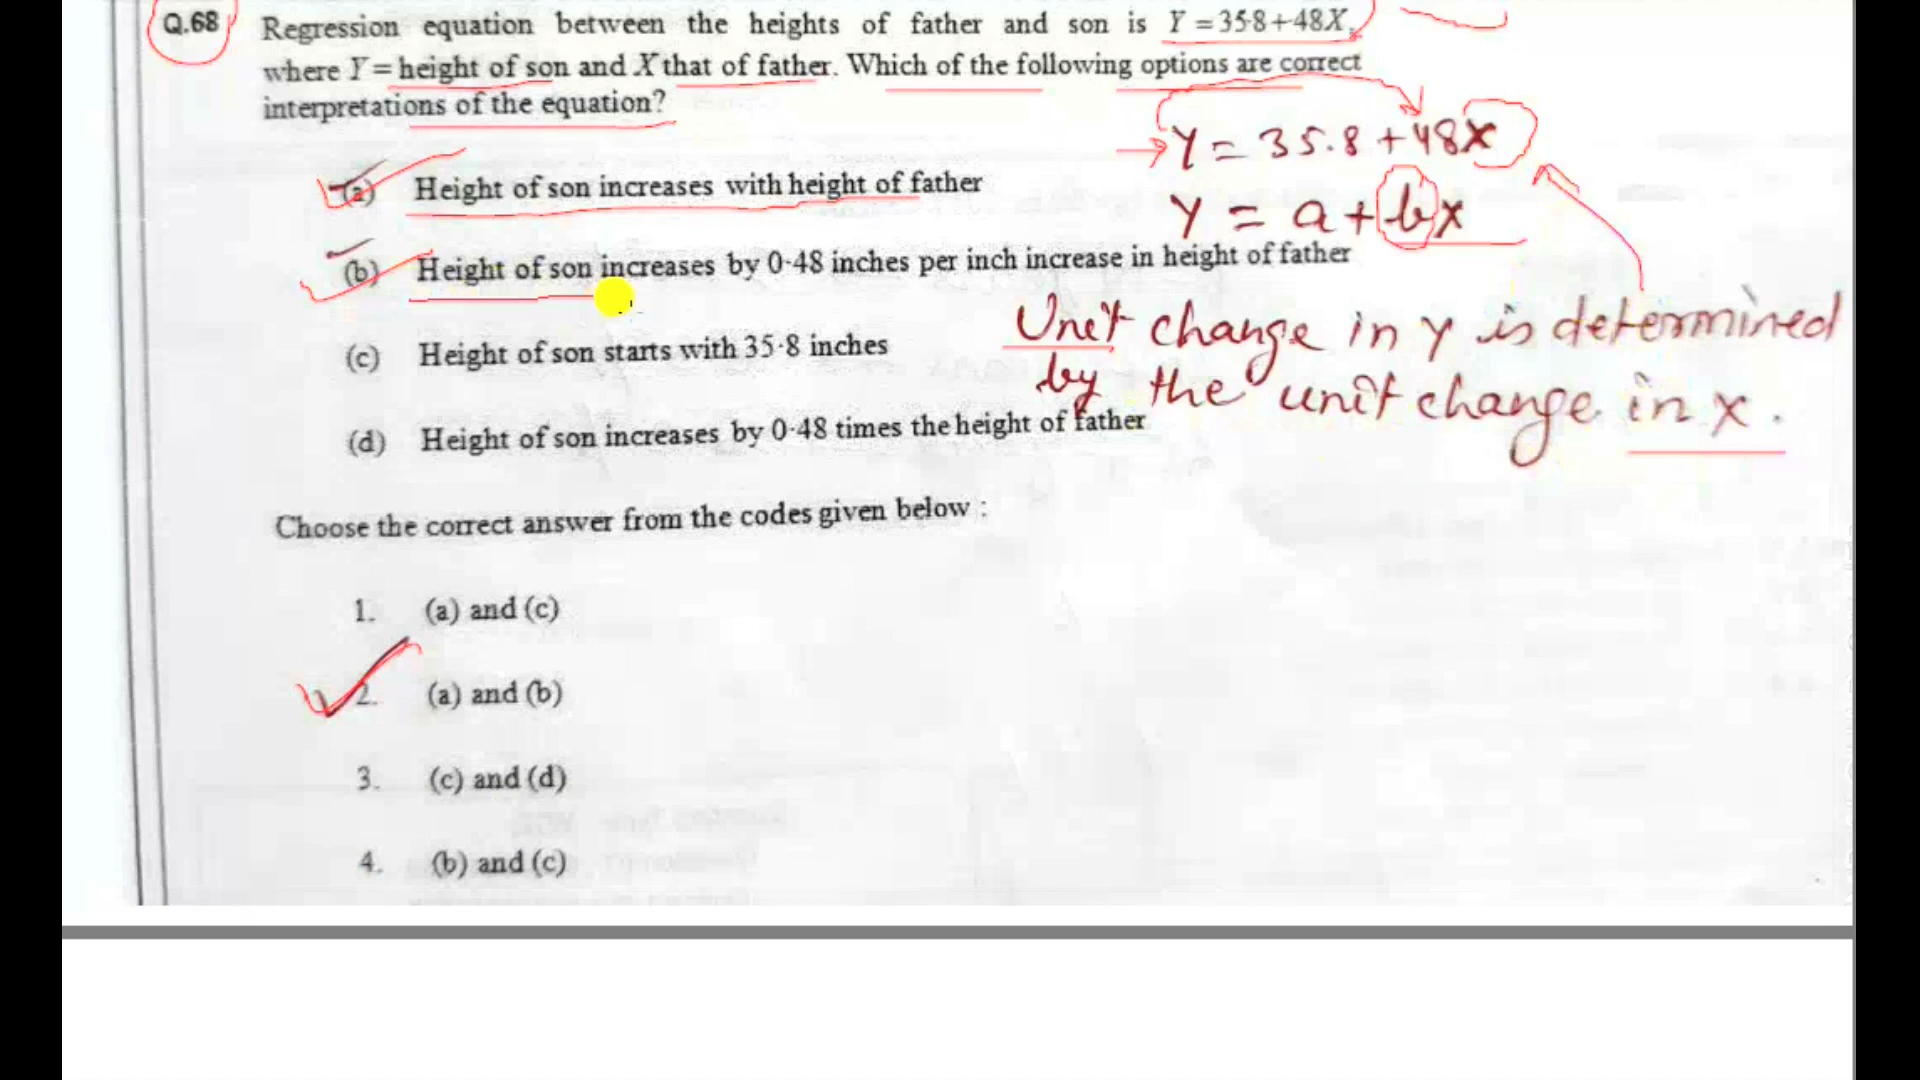 Q.68 Regression equation between the heights of father and son is Y = 35·8+48X,
where Y = height of son and X that of father. Which of the following options are correct
interpretations of the equation?
→ Y = 35.8 + 48x
(a) Height of son increases with height of father
Y = a + bx
(b) Height of son increases by 0·48 inches per inch increase in height of father
Unit change in y is determined
by the unit change in x.
(c) Height of son starts with 35·8 inches
(d) Height of son increases by 0·48 times the height of father
Choose the correct answer from the codes given below :
1. (a) and (c)
2. (a) and (b)
3. (c) and (d)
4. (b) and (c)